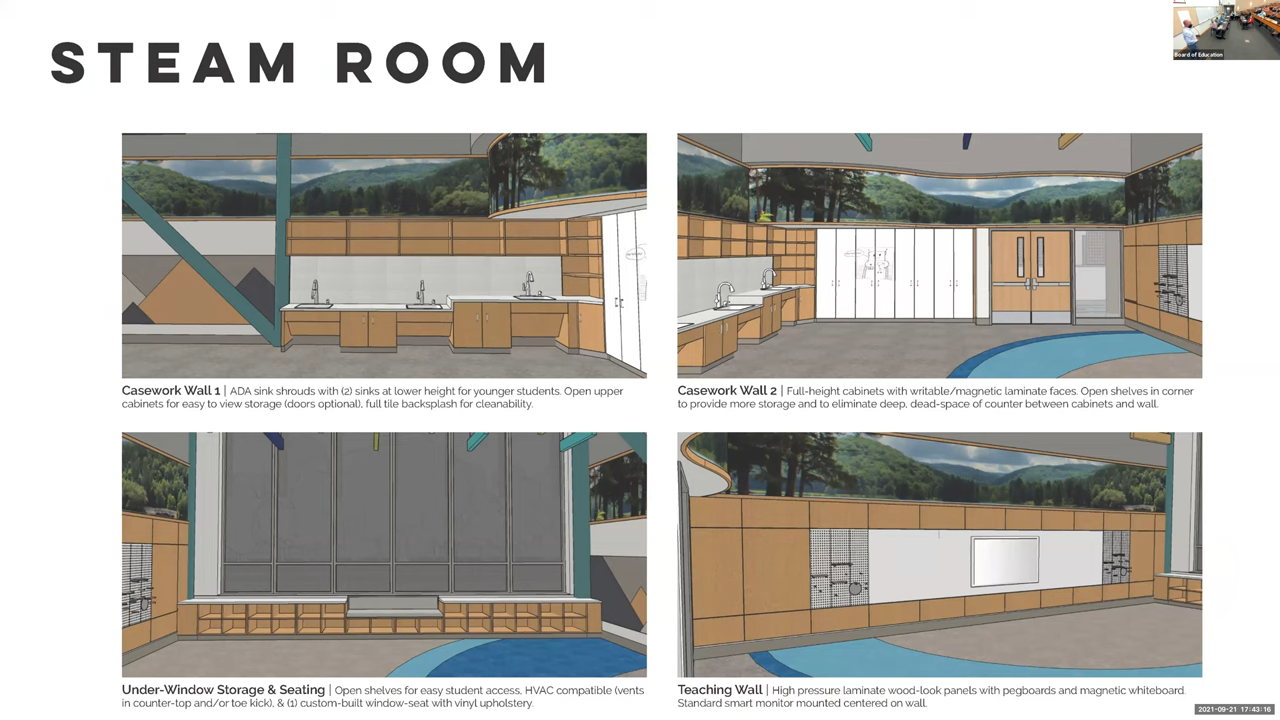 STEAM ROOM
Board of Education
Casework Wall 1 | ADA sink shrouds with (2) sinks at lower height for younger students. Open upper
cabinets for easy to view storage (doors optional), full tile backsplash for cleanability.
Casework Wall 2 | Full-height cabinets with writable/magnetic laminate faces. Open shelves in corner
to provide more storage and to eliminate deep, dead-space of counter between cabinets and wall.
Under-Window Storage & Seating | Open shelves for easy student access, HVAC compatible (vents
in counter-top and/or toe kick), & (1) custom-built window-seat with vinyl upholstery.
Teaching Wall | High pressure laminate wood-look panels with pegboards and magnetic whiteboard.
Standard smart monitor mounted centered on wall.
2021-09-21 17:43:16